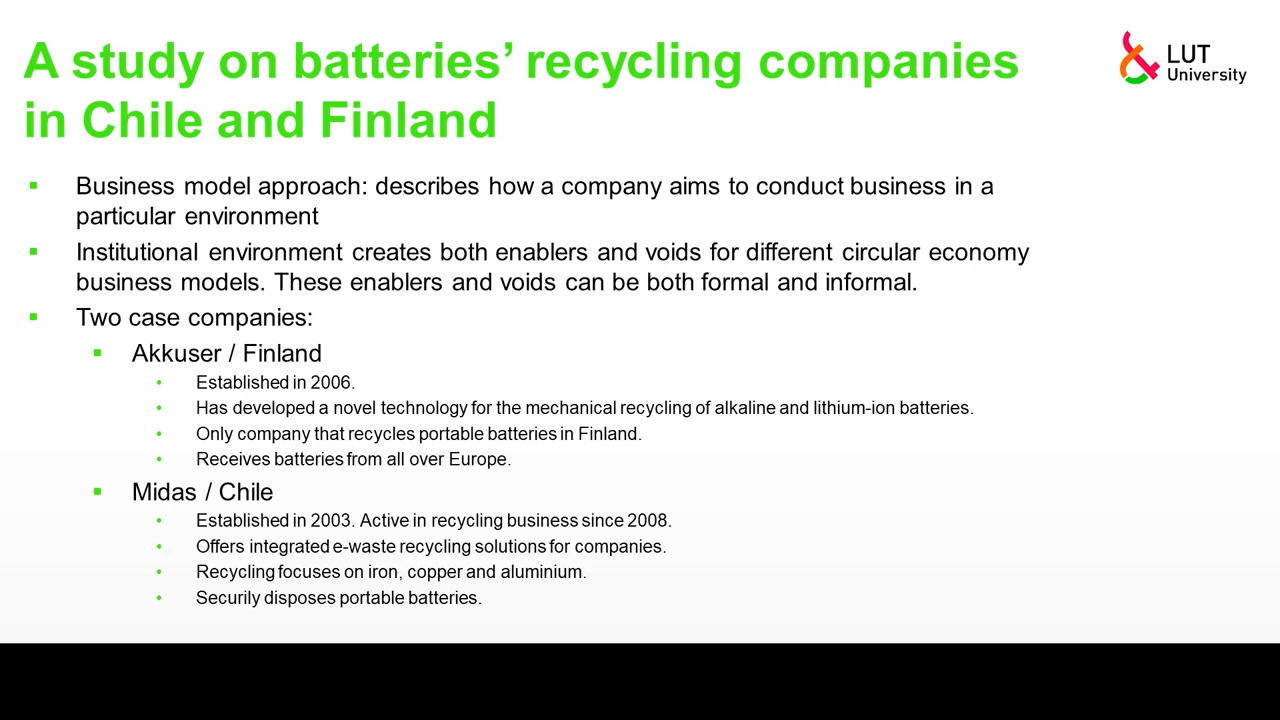 A study on batteries’ recycling companies
in Chile and Finland
LUT
University
▪ Business model approach: describes how a company aims to conduct business in a
particular environment
▪ Institutional environment creates both enablers and voids for different circular economy
business models. These enablers and voids can be both formal and informal.
▪ Two case companies:
▪ Akkuser / Finland
• Established in 2006.
• Has developed a novel technology for the mechanical recycling of alkaline and lithium-ion batteries.
• Only company that recycles portable batteries in Finland.
• Receives batteries from all over Europe.
▪ Midas / Chile
• Established in 2003. Active in recycling business since 2008.
• Offers integrated e-waste recycling solutions for companies.
• Recycling focuses on iron, copper and aluminium.
• Securily disposes portable batteries.